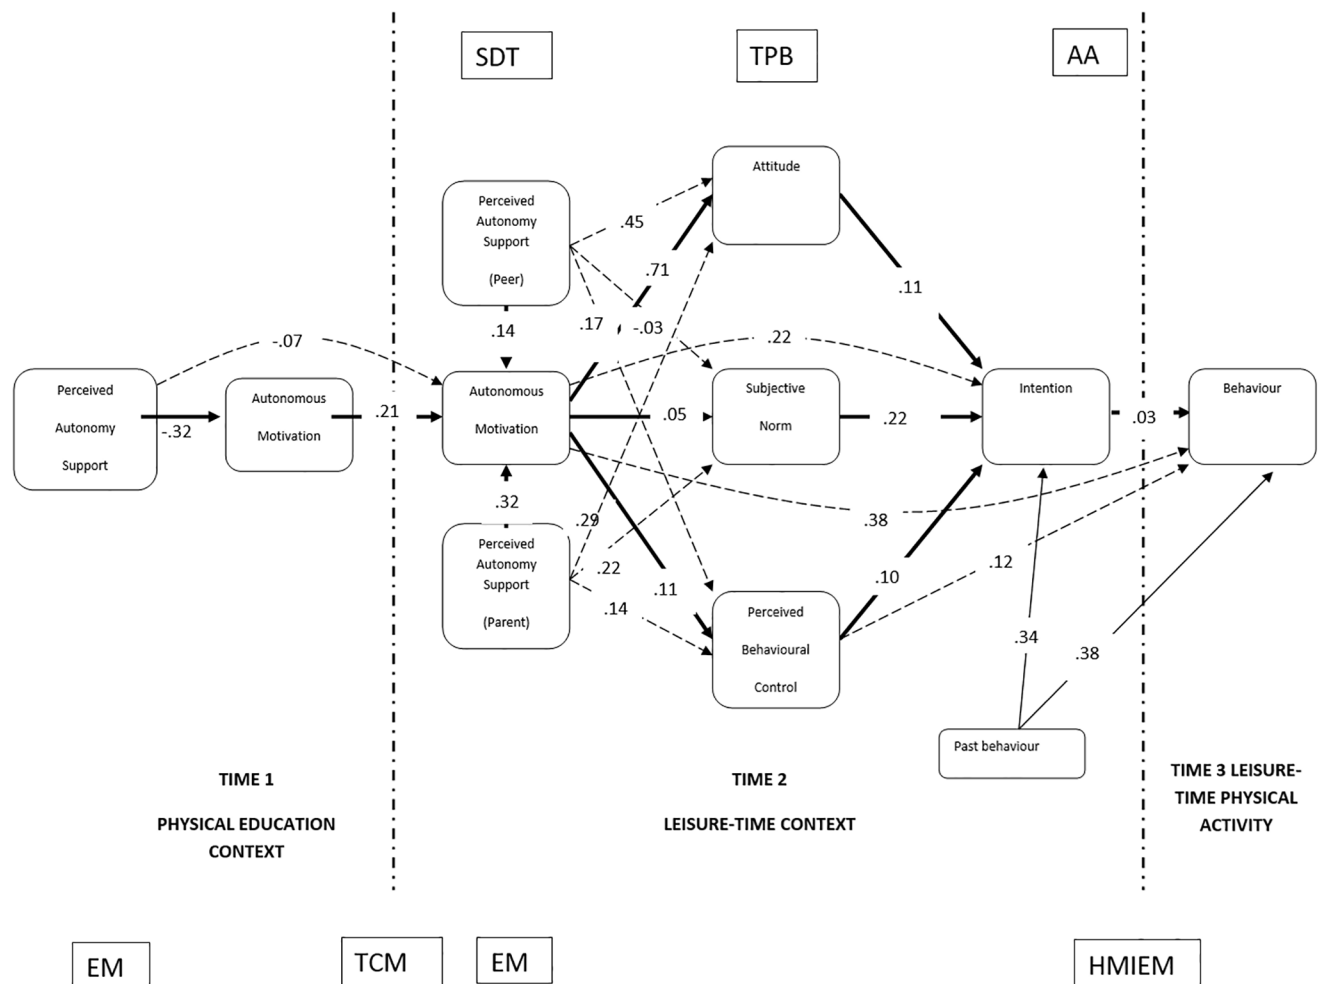 SDT
TPB
AA
Attitude
Perceived
Autonomy
Support
(Peer)
.45
.71
.11
.17
-.03
.14
-.07
.22
Perceived
Autonomy
Support
-.32
Autonomous
Motivation
.21
Autonomous
Motivation
.05
Subjective
Norm
.22
Intention
.03
Behaviour
.32
.29
.38
Perceived
Autonomy
Support
(Parent)
.22
.14
.11
.10
.12
Perceived
Behavioural
Control
.34
.38
Past behaviour
TIME 1
PHYSICAL EDUCATION
CONTEXT
TIME 2
LEISURE-TIME CONTEXT
TIME 3 LEISURE-
TIME PHYSICAL
ACTIVITY
EM
TCM
EM
HMIEM